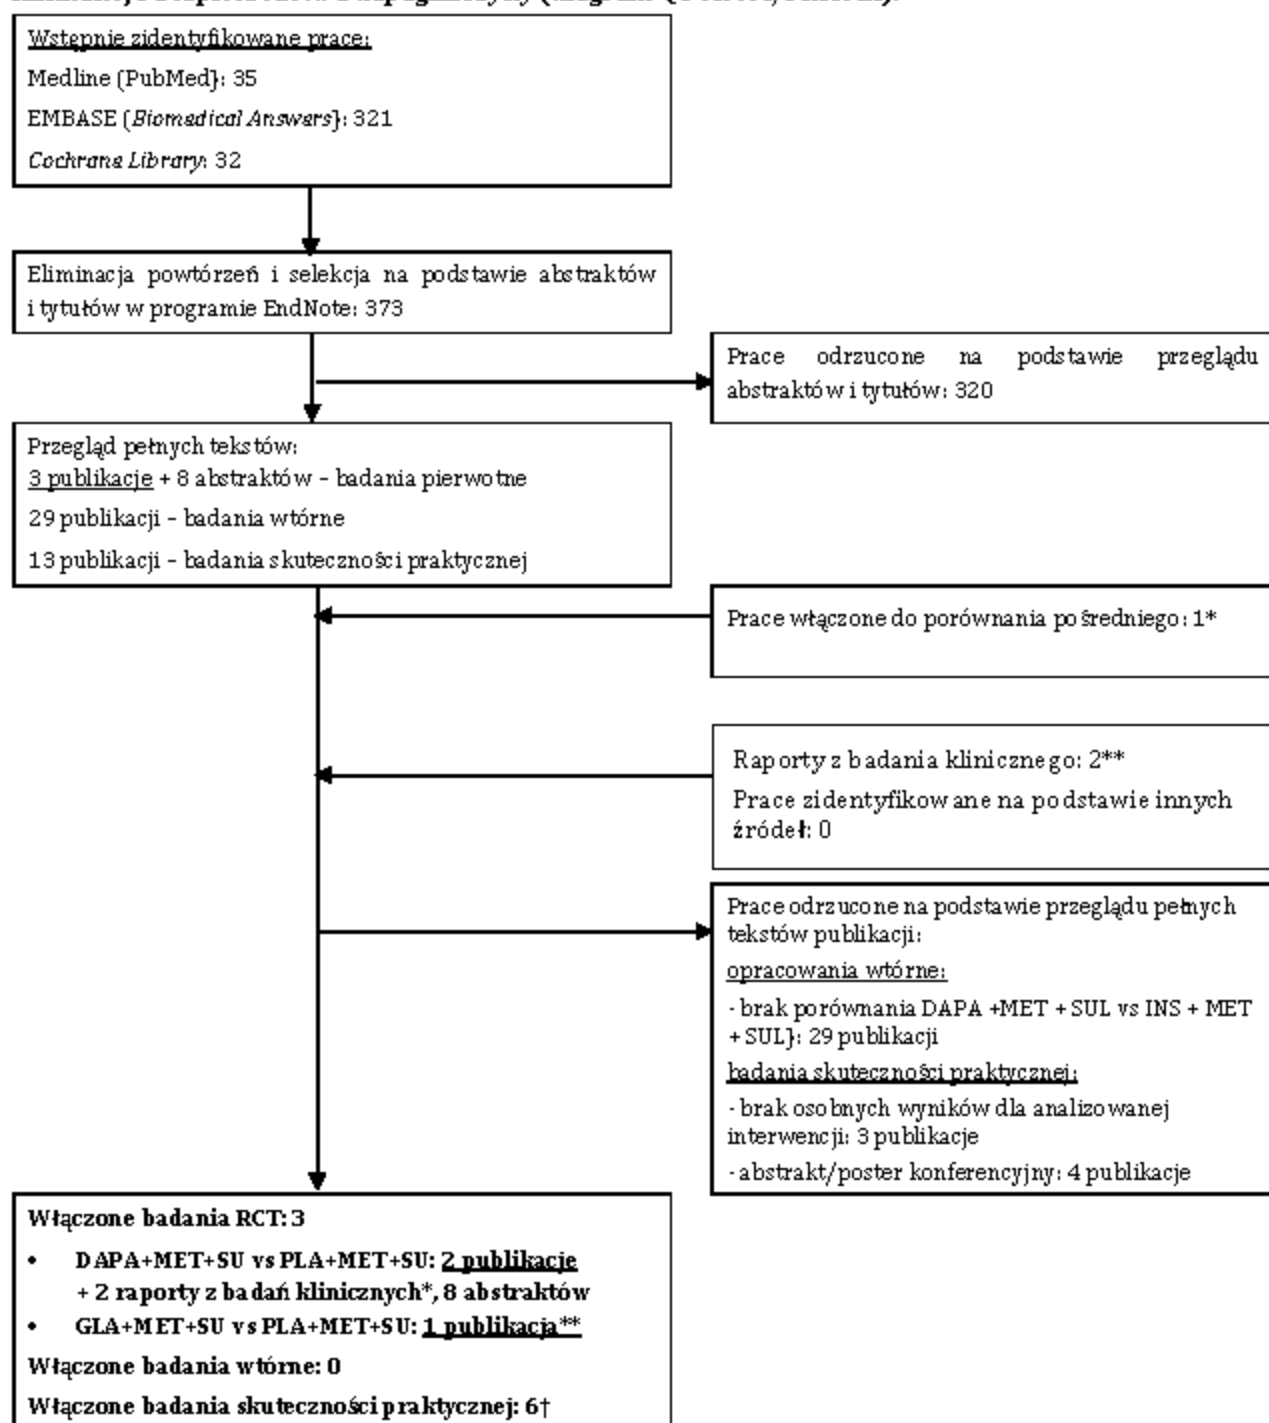 Wstępnie zidentyfikowane prace:
Medline (PubMed}: 35
EMBASE (Biomedical Answers}: 321
Cochrane Library: 32
Eliminacja powtórzeń i selekcja na podstawie abstraktów
i tytułów w programie EndNote: 373
Prace odrzucone na podstawie przeglądu
abstraktów i tytułów: 320
Przegląd pełnych tekstów:
3 publikacje + 8 abstraktów – badania pierwotne
29 publikacji – badania wtórne
13 publikacji – badania skuteczności praktycznej
Prace włączone do porównania pośredniego: 1*
Raporty z badania klinicznego: 2**
Prace zidentyfikowane na podstawie innych
źródeł: 0
Prace odrzucone na podstawie przeglądu pełnych
tekstów publikacji:
opracowania wtórne:
- brak porównania DAPA +MET + SUL vs INS + MET
+ SUL}: 29 publikacji
badania skuteczności praktycznej:
- brak osobnych wyników dla analizowanej
interwencji: 3 publikacje
- abstrakt/poster konferencyjny: 4 publikacje
Włączone badania RCT: 3
• DAPA+MET+SU vs PLA+MET+SU: 2 publikacje
+ 2 raporty z badań klinicznych*, 8 abstraktów
• GLA+MET+SU vs PLA+MET+SU: 1 publikacja**
Włączone badania wtórne: 0
Włączone badania skuteczności praktycznej: 6†